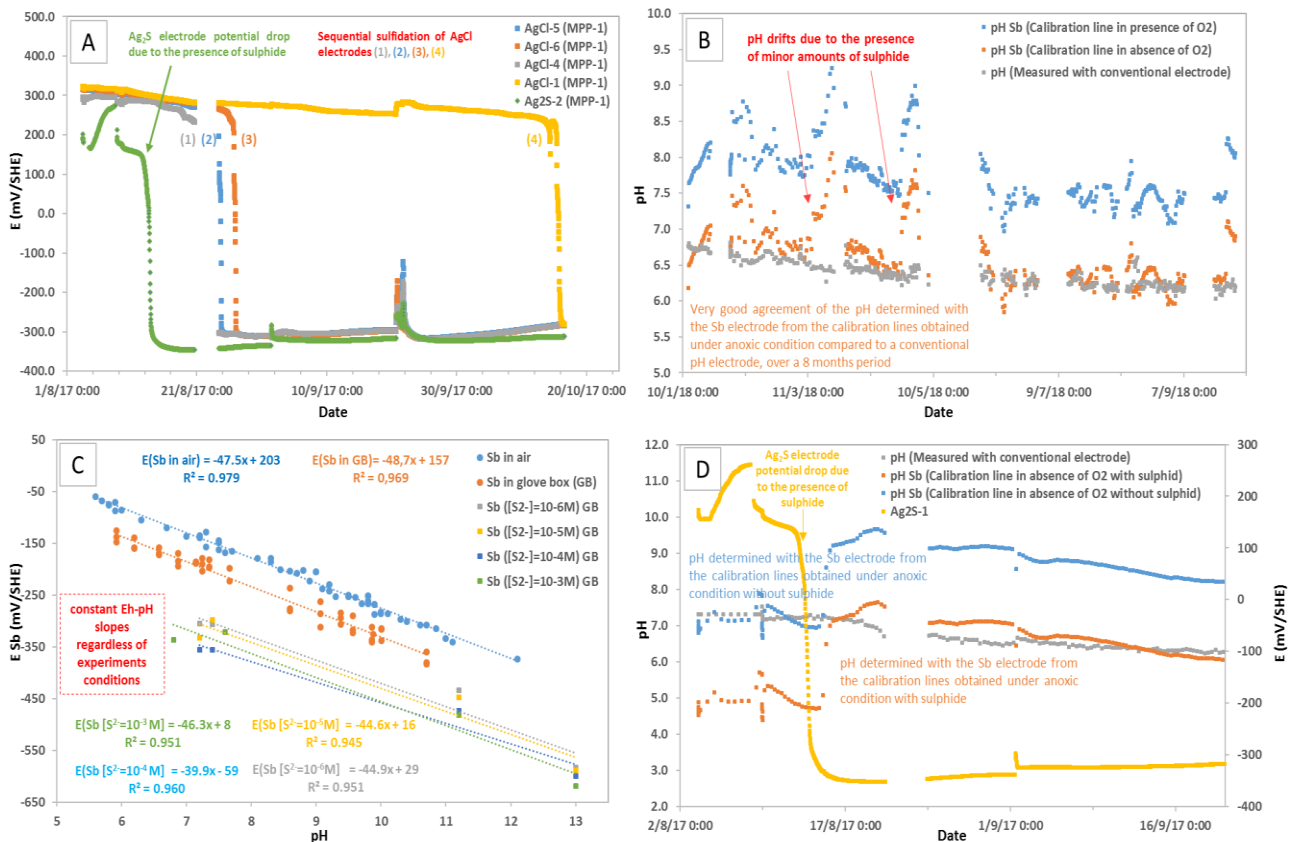 A
Ag2S electrode potential drop
due to the presence of sulphide
Sequential sulfidation of AgCl
electrodes (1), (2), (3), (4)
AgCl-5 (MPP-1)
AgCl-6 (MPP-1)
AgCl-4 (MPP-1)
AgCl-1 (MPP-1)
Ag2S-2 (MPP-1)
(1)
(2)
(3)
(4)
E (mV/SHE)
500.0
400.0
300.0
200.0
100.0
0.0
-100.0
-200.0
-300.0
-400.0
1/8/17 0:00
21/8/17 0:00
10/9/17 0:00
30/9/17 0:00
20/10/17 0:00
Date
B
pH Sb (Calibration line in presence of O2)
pH Sb (Calibration line in absence of O2)
pH (Measured with conventional electrode)
pH drifts due to the presence
of minor amounts of sulphide
Very good agreement of the pH determined with
the Sb electrode from the calibration lines obtained
under anoxic condition compared to a conventional
pH electrode, over a 8 months period
pH
10.0
9.5
9.0
8.5
8.0
7.5
7.0
6.5
6.0
5.5
5.0
10/1/18 0:00
11/3/18 0:00
10/5/18 0:00
9/7/18 0:00
7/9/18 0:00
Date
C
E(Sb in air) = -47.5x + 203
R² = 0.979
E(Sb in GB)= -48,7x + 157
R² = 0,969
Sb in air
Sb in glove box (GB)
Sb ([S2-]=10-6M) GB
Sb ([S2-]=10-5M) GB
Sb ([S2-]=10-4M) GB
Sb ([S2-]=10-3M) GB
constant Eh-pH
slopes
regardless of
experiments
conditions
E(Sb [S2-=10-3 M] = -46.3x + 8
R² = 0.951
E(Sb [S2-=10-5M] = -44.6x + 16
R² = 0.945
E(Sb [S2-=10-4M] = -39.9x - 59
R² = 0.960
E(Sb [S2-=10-6M] = -44.9x + 29
R² = 0.951
E Sb (mV/SHE)
50
-50
-150
-250
-350
-450
-550
-650
5
6
7
8
9
10
11
12
13
pH
D
Ag2S electrode
potential drop due
to the presence of
sulphide
pH (Measured with conventional electrode)
pH Sb (Calibration line in absence of O2 with sulphid)
pH Sb (Calibration line in absence of O2 without sulphid)
Ag2S-1
pH determined with the Sb electrode from
the calibration lines obtained under anoxic
condition without sulphide
pH determined with the Sb electrode from
the calibration lines obtained under anoxic
condition with sulphide
pH
12.0
11.0
10.0
9.0
8.0
7.0
6.0
5.0
4.0
3.0
2.0
E (mV/SHE)
300
200
100
0
-100
-200
-300
-400
2/8/17 0:00
17/8/17 0:00
1/9/17 0:00
16/9/17 0:00
Date